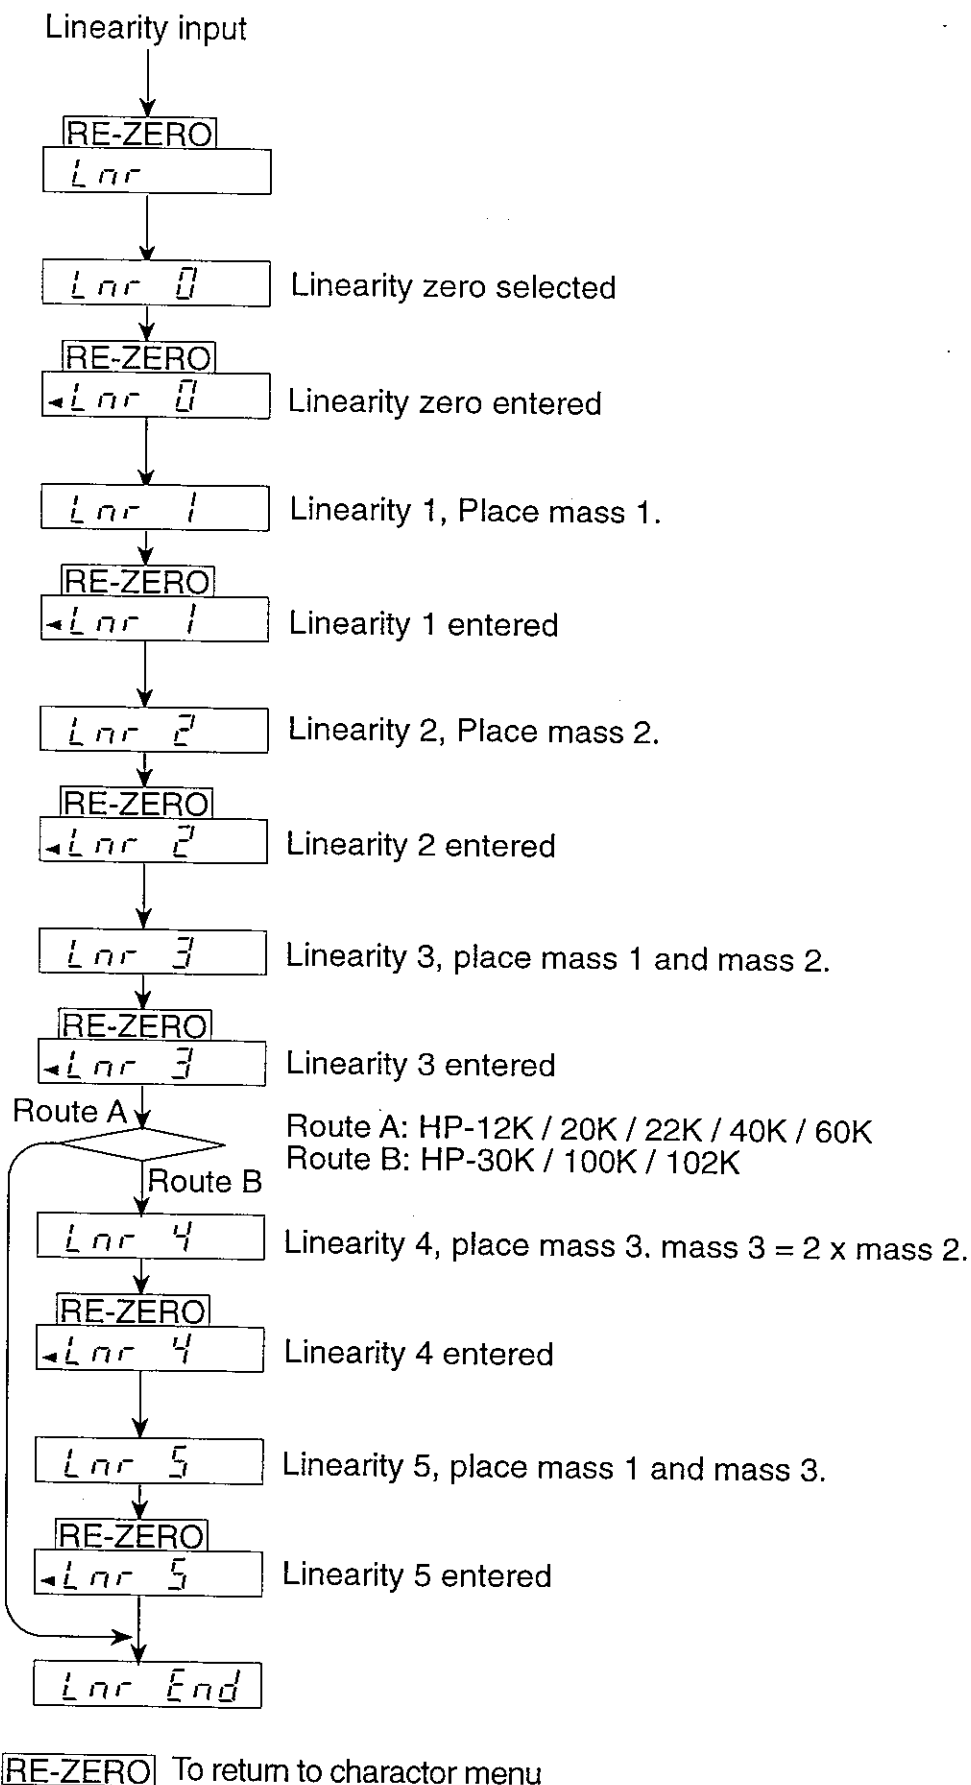 Linearity input
RE-ZERO
Lnr
Lnr 0 Linearity zero selected
RE-ZERO
◄Lnr 0 Linearity zero entered
Lnr 1 Linearity 1, Place mass 1.
RE-ZERO
◄Lnr 1 Linearity 1 entered
Lnr 2 Linearity 2, Place mass 2.
RE-ZERO
◄Lnr 2 Linearity 2 entered
Lnr 3 Linearity 3, place mass 1 and mass 2.
RE-ZERO
◄Lnr 3 Linearity 3 entered
Route A
Route A: HP-12K / 20K / 22K / 40K / 60K
Route B: HP-30K / 100K / 102K
Route B
Lnr 4 Linearity 4, place mass 3. mass 3 = 2 x mass 2.
RE-ZERO
◄Lnr 4 Linearity 4 entered
Lnr 5 Linearity 5, place mass 1 and mass 3.
RE-ZERO
◄Lnr 5 Linearity 5 entered
Lnr End
RE-ZERO To return to charactor menu